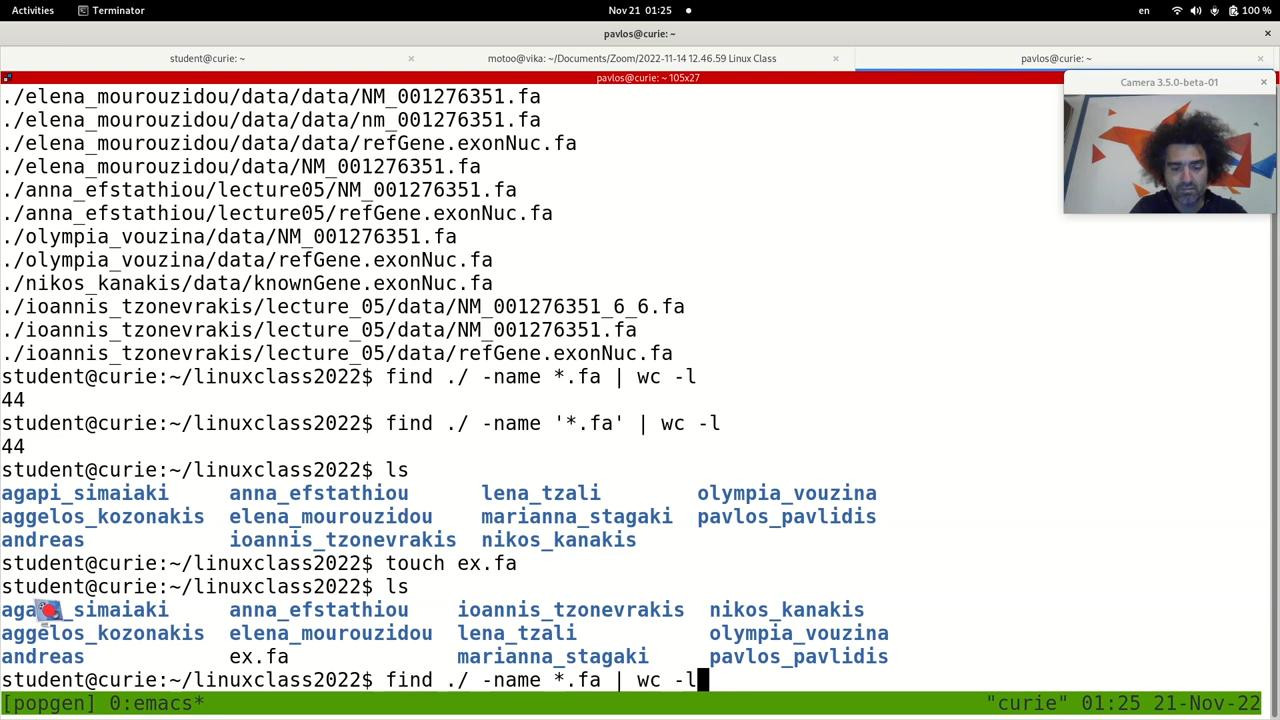 Activities
Terminator
Nov 21 01:25
en
100 %
pavlos@curie: ~
student@curie: ~
motoo@vika: ~/Documents/Zoom/2022-11-14 12.46.59 Linux Class
pavlos@curie: ~
pavlos@curie: ~ 105x27
Camera 3.5.0-beta-01
./elena_mourouzidou/data/data/NM_001276351.fa
./elena_mourouzidou/data/data/nm_001276351.fa
./elena_mourouzidou/data/data/refGene.exonNuc.fa
./elena_mourouzidou/data/NM_001276351.fa
./anna_efstathiou/lecture05/NM_001276351.fa
./anna_efstathiou/lecture05/refGene.exonNuc.fa
./olympia_vouzina/data/NM_001276351.fa
./olympia_vouzina/data/refGene.exonNuc.fa
./nikos_kanakis/data/knownGene.exonNuc.fa
./ioannis_tzonevrakis/lecture_05/data/NM_001276351_6_6.fa
./ioannis_tzonevrakis/lecture_05/data/NM_001276351.fa
./ioannis_tzonevrakis/lecture_05/data/refGene.exonNuc.fa
student@curie:~/linuxclass2022$ find ./ -name *.fa | wc -l
44
student@curie:~/linuxclass2022$ find ./ -name '*.fa' | wc -l
44
student@curie:~/linuxclass2022$ ls
agapi_simaiaki anna_efstathiou lena_tzali olympia_vouzina
aggelos_kozonakis elena_mourouzidou marianna_stagaki pavlos_pavlidis
andreas ioannis_tzonevrakis nikos_kanakis
student@curie:~/linuxclass2022$ touch ex.fa
student@curie:~/linuxclass2022$ ls
agapi_simaiaki anna_efstathiou ioannis_tzonevrakis nikos_kanakis
aggelos_kozonakis elena_mourouzidou lena_tzali olympia_vouzina
andreas ex.fa marianna_stagaki pavlos_pavlidis
student@curie:~/linuxclass2022$ find ./ -name *.fa | wc -l
[popgen] 0:emacs* "curie" 01:25 21-Nov-22